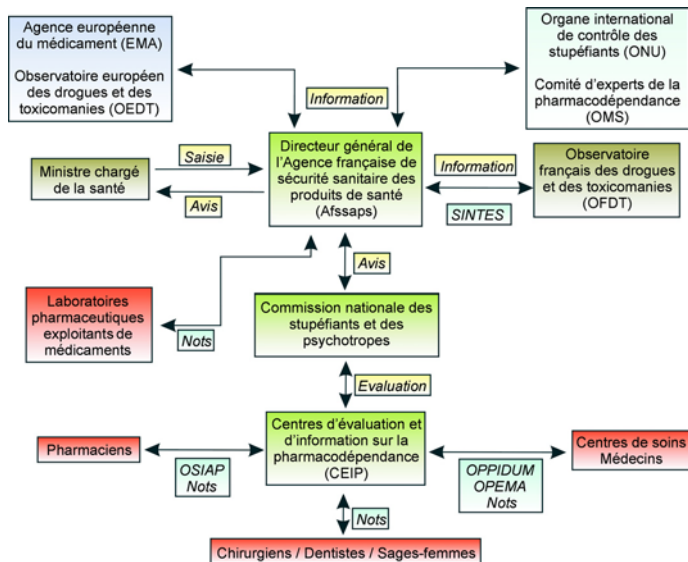 Agence européenne
du médicament (EMA)
Observatoire européen
des drogues et des
toxicomanies (OEDT)
Organe international
de contrôle des
stupéfiants (ONU)
Comité d'experts de la
pharmacodépendance
(OMS)
Information
Ministre chargé
de la santé
Saisie
Avis
Directeur général de
l'Agence française de
sécurité sanitaire des
produits de santé
(Afssaps)
Information
SINTES
Observatoire
français des drogues
et des toxicomanies
(OFDT)
Avis
Laboratoires
pharmaceutiques
exploitants de
médicaments
Nots
Commission nationale des
stupéfiants et des
psychotropes
Evaluation
Pharmaciens
OSIAP
Nots
Centres d'évaluation et
d'information sur la
pharmacodépendance
(CEIP)
OPPIDUM
OPEMA
Nots
Centres de soins
Médecins
Nots
Chirurgiens / Dentistes / Sages-femmes